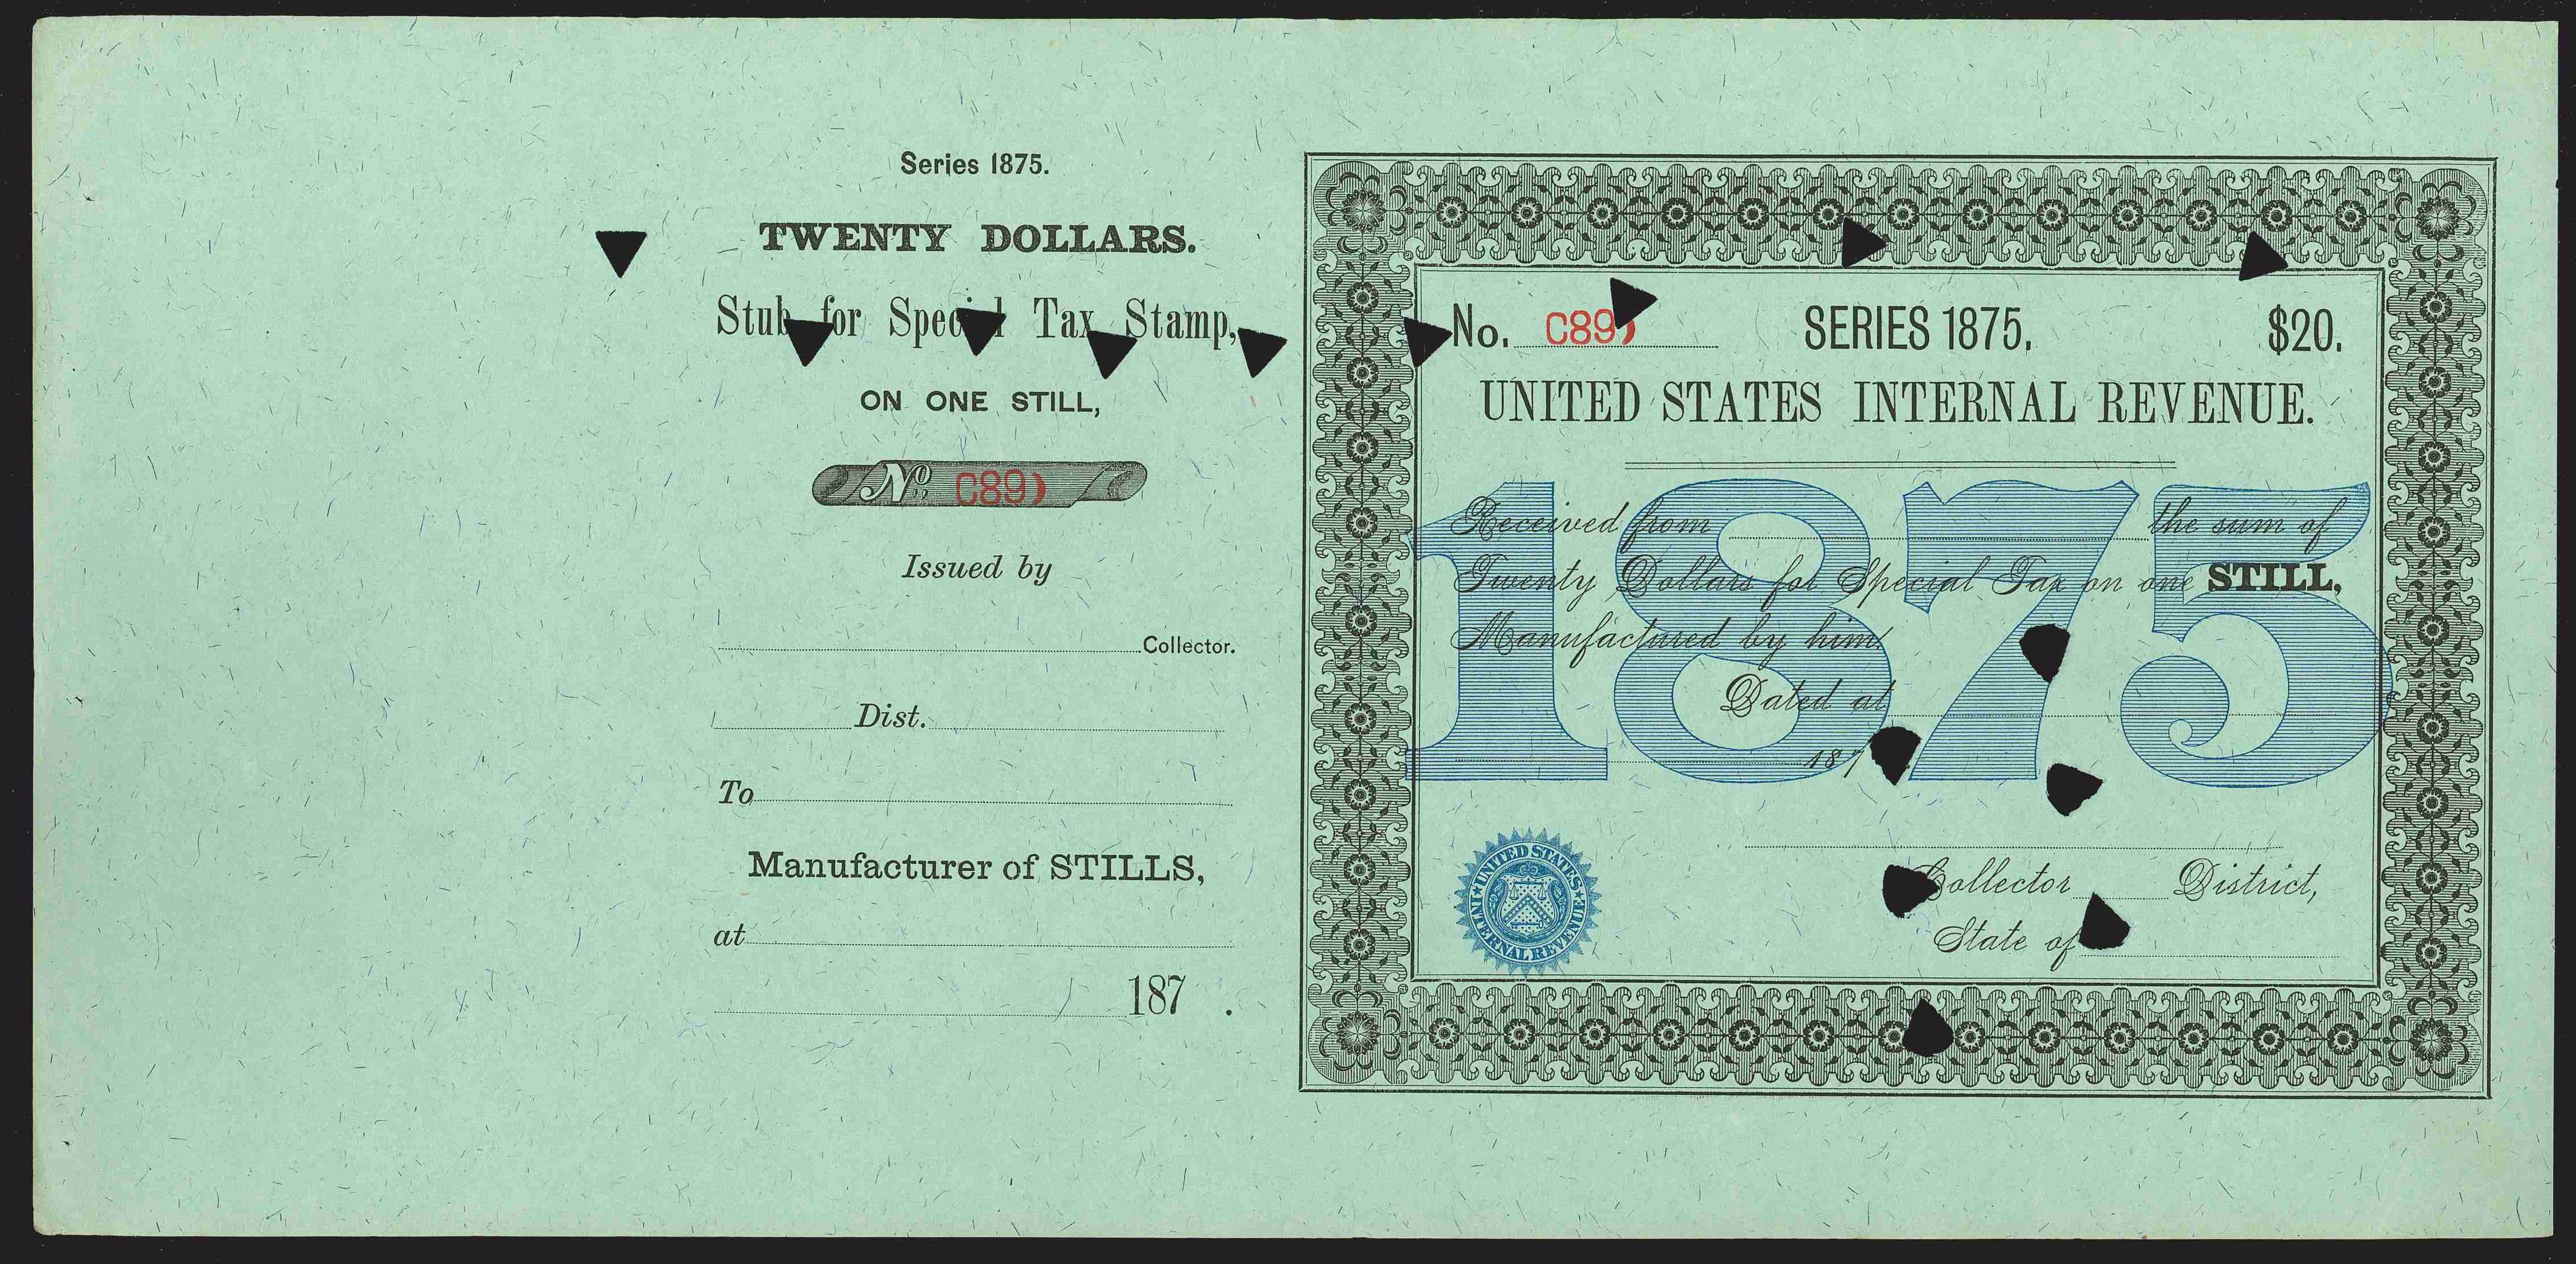 Series 1875.
TWENTY DOLLARS.
Stub for Special Tax Stamp,
ON ONE STILL,
No C89)
Issued by
Collector.
Dist.
To
Manufacturer of STILLS,
at
187 .
No. C89) SERIES 1875. $20.
UNITED STATES INTERNAL REVENUE.
1875
Received from the sum of
Twenty Dollars for Special Tax on one STILL,
Manufactured by him.
Dated at
187
UNITED STATES INTERNAL REVENUE
Collector District,
State of